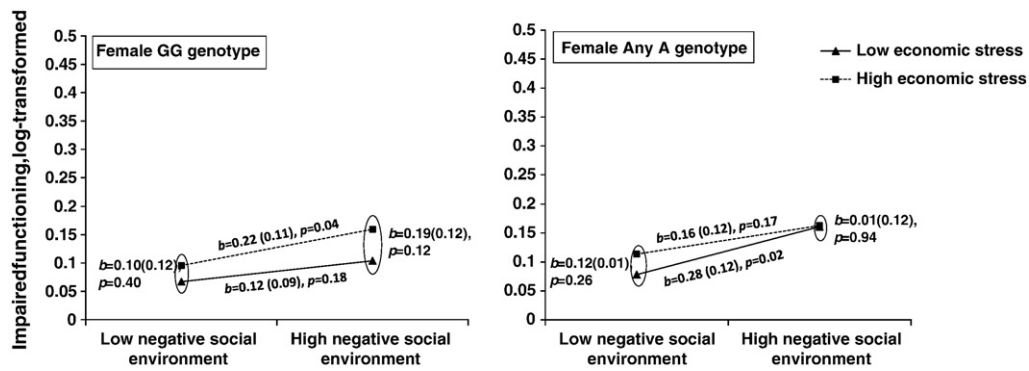 Impairedfunctioning,log-transformed
0.5
0.45
0.4
0.35
0.3
0.25
0.2
0.15
0.1
0.05
0
Female GG genotype
b=0.22 (0.11), p=0.04
b=0.10(0.12)
p=0.40
b=0.12 (0.09), p=0.18
b=0.19(0.12),
p=0.12
Low negative social
environment
High negative social
environment
0.5
0.45
0.4
0.35
0.3
0.25
0.2
0.15
0.1
0.05
0
Female Any A genotype
b=0.16 (0.12), p=0.17
b=0.12(0.01)
p=0.26
b=0.28 (0.12), p=0.02
b=0.01(0.12),
p=0.94
Low negative social
environment
High negative social
environment
Low economic stress
High economic stress